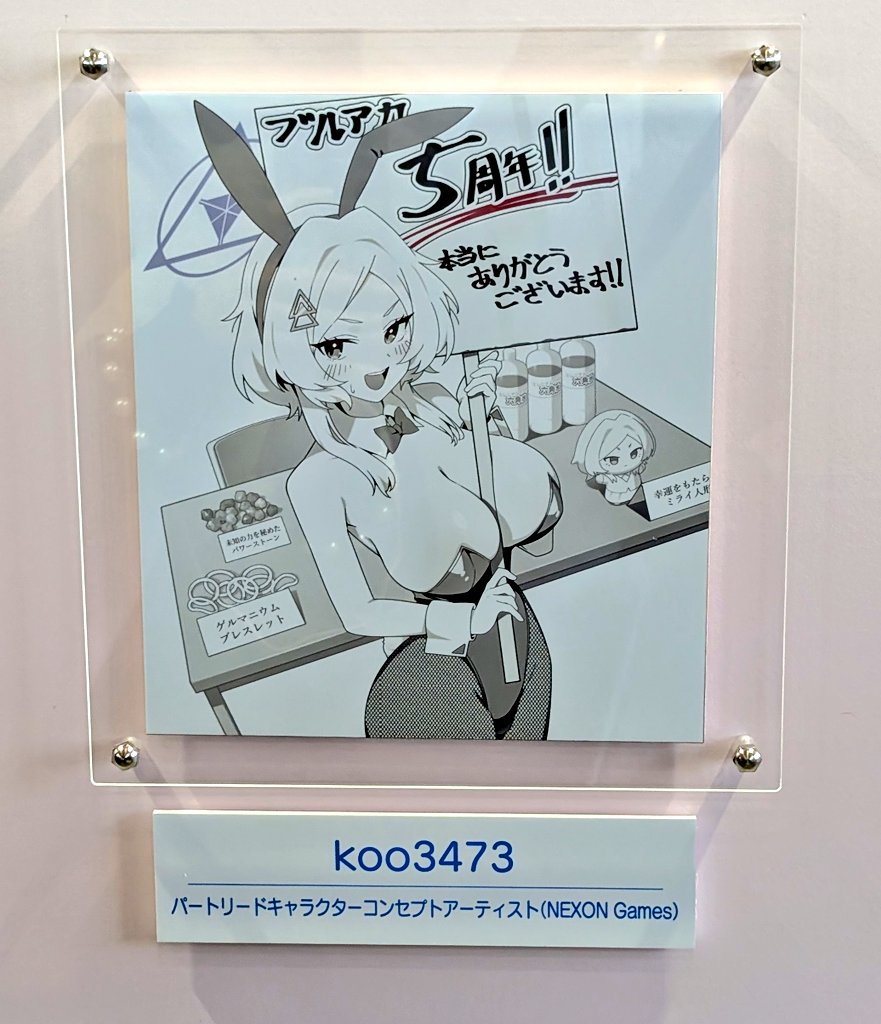 ブルアカ
5周年!!
本当に
ありがとう
ございます!!
幸運をもたら
ミライ人形
未知の力を秘めた
パワーストーン
ゲルマニウム
ブレスレット
koo3473
パートリードキャラクターコンセプトアーティスト(NEXON Games)